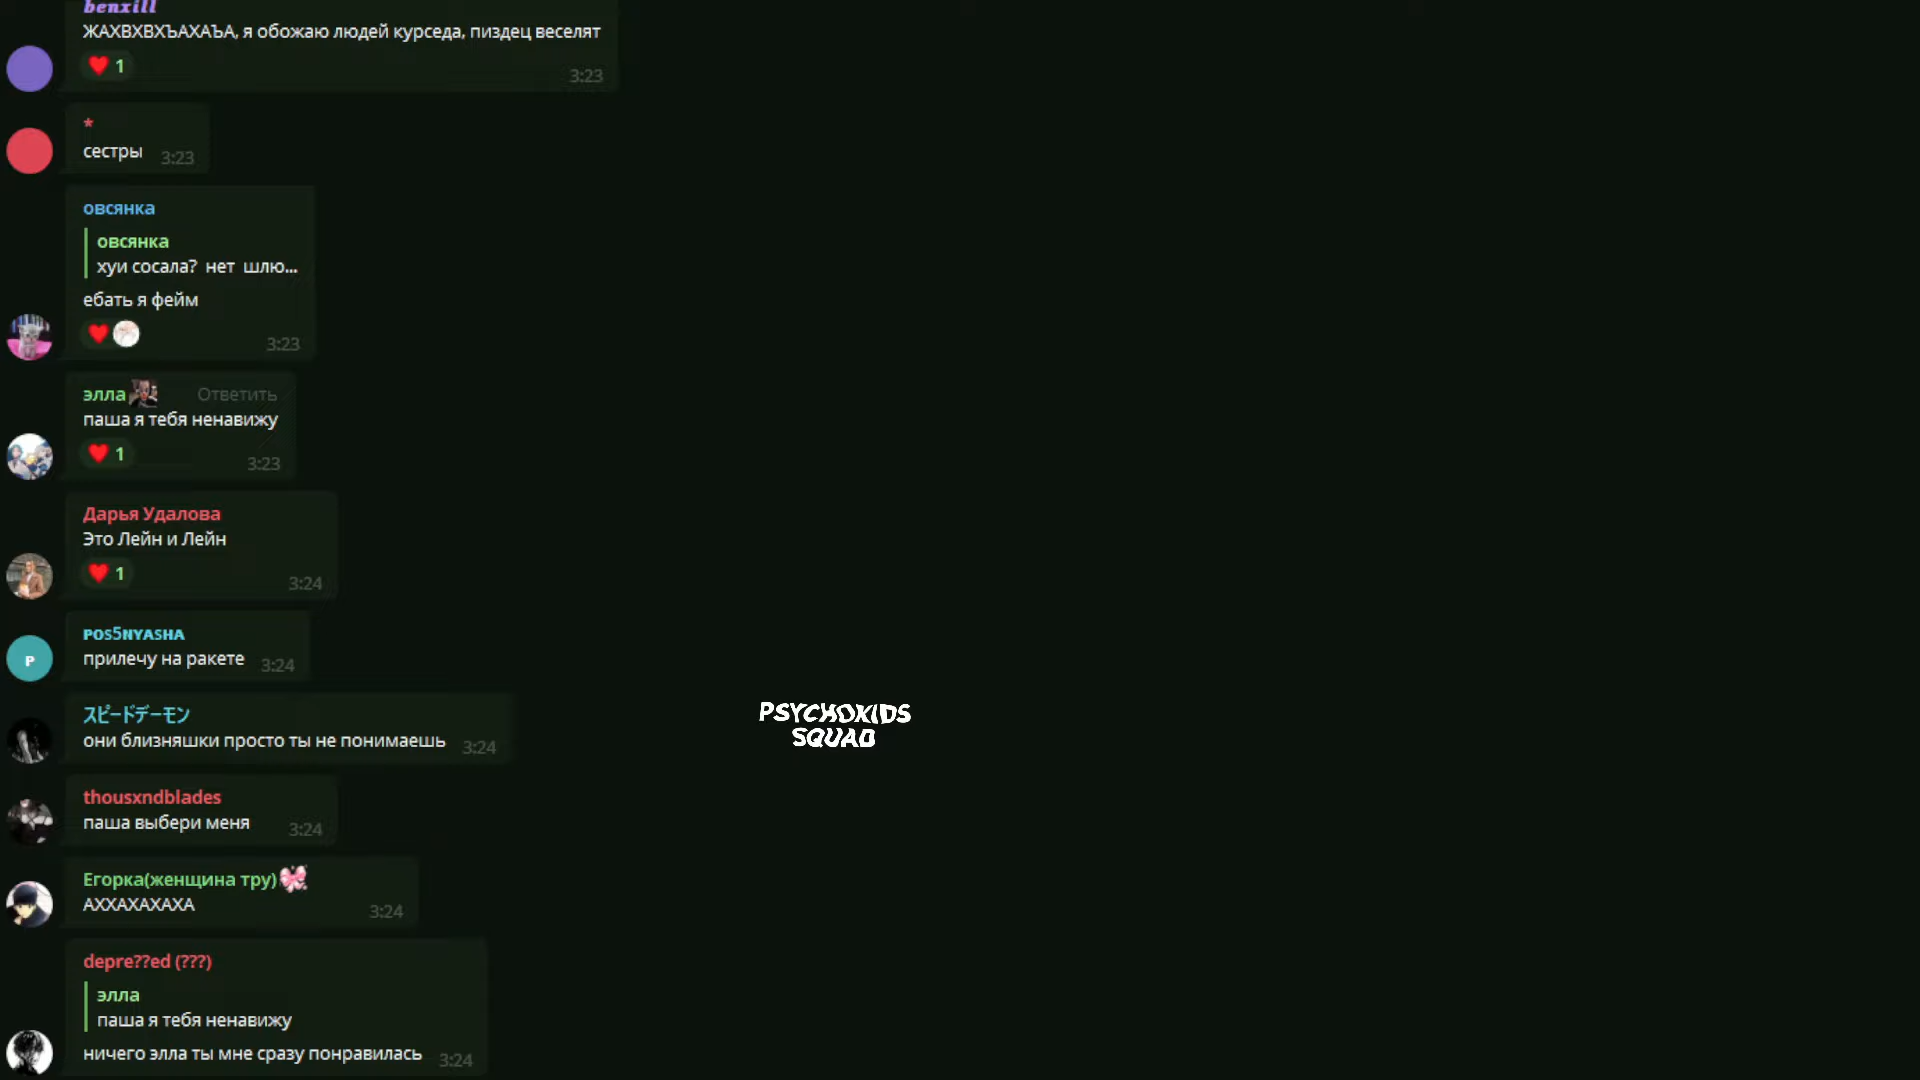 benxill
ЖАХВХВХЪАХАЪА, я обожаю людей курседа, пиздец веселят
1
3:23
*
сестры 3:23
овсянка
овсянка
хуи сосала? нет шлю...
ебать я фейм
3:23
элла Ответить
паша я тебя ненавижу
1
3:23
Дарья Удалова
Это Лейн и Лейн
1
3:24
ᴘᴏs5ɴʏᴀsʜᴀ
P
прилечу на ракете 3:24
スピードデーモン
они близняшки просто ты не понимаешь 3:24
PSYCHOKIDS
SQUAD
thousxndblades
паша выбери меня 3:24
Егорка(женщина тру)
АХХАХАХАХА 3:24
depre??ed (???)
элла
паша я тебя ненавижу
ничего элла ты мне сразу понравилась 3:24